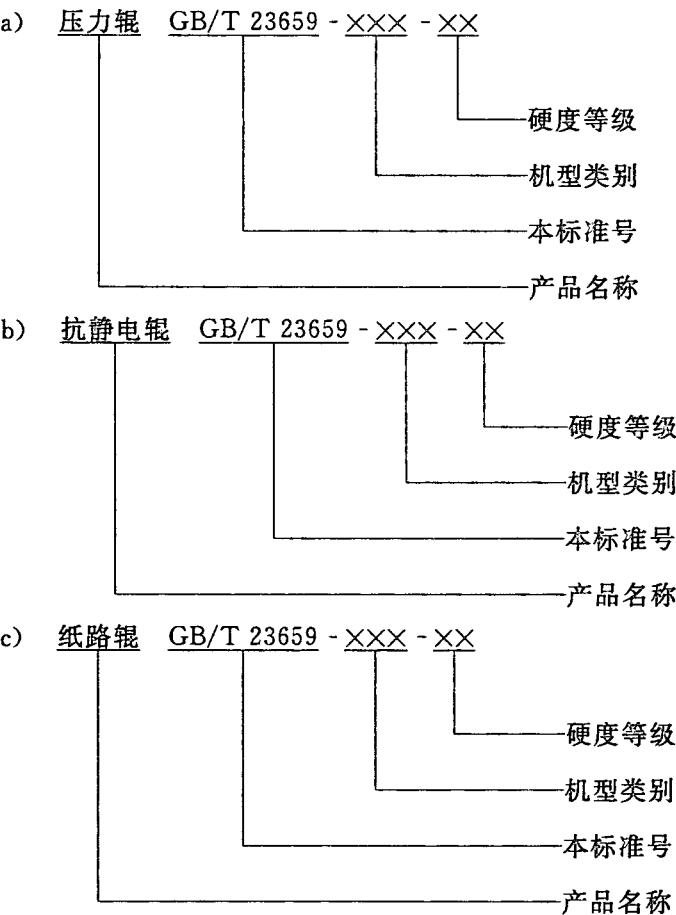 a) 压力辊 GB/T 23659 - ××× - ××
硬度等级
机型类别
本标准号
产品名称
b) 抗静电辊 GB/T 23659 - ××× - ××
硬度等级
机型类别
本标准号
产品名称
c) 纸路辊 GB/T 23659 - ××× - ××
硬度等级
机型类别
本标准号
产品名称